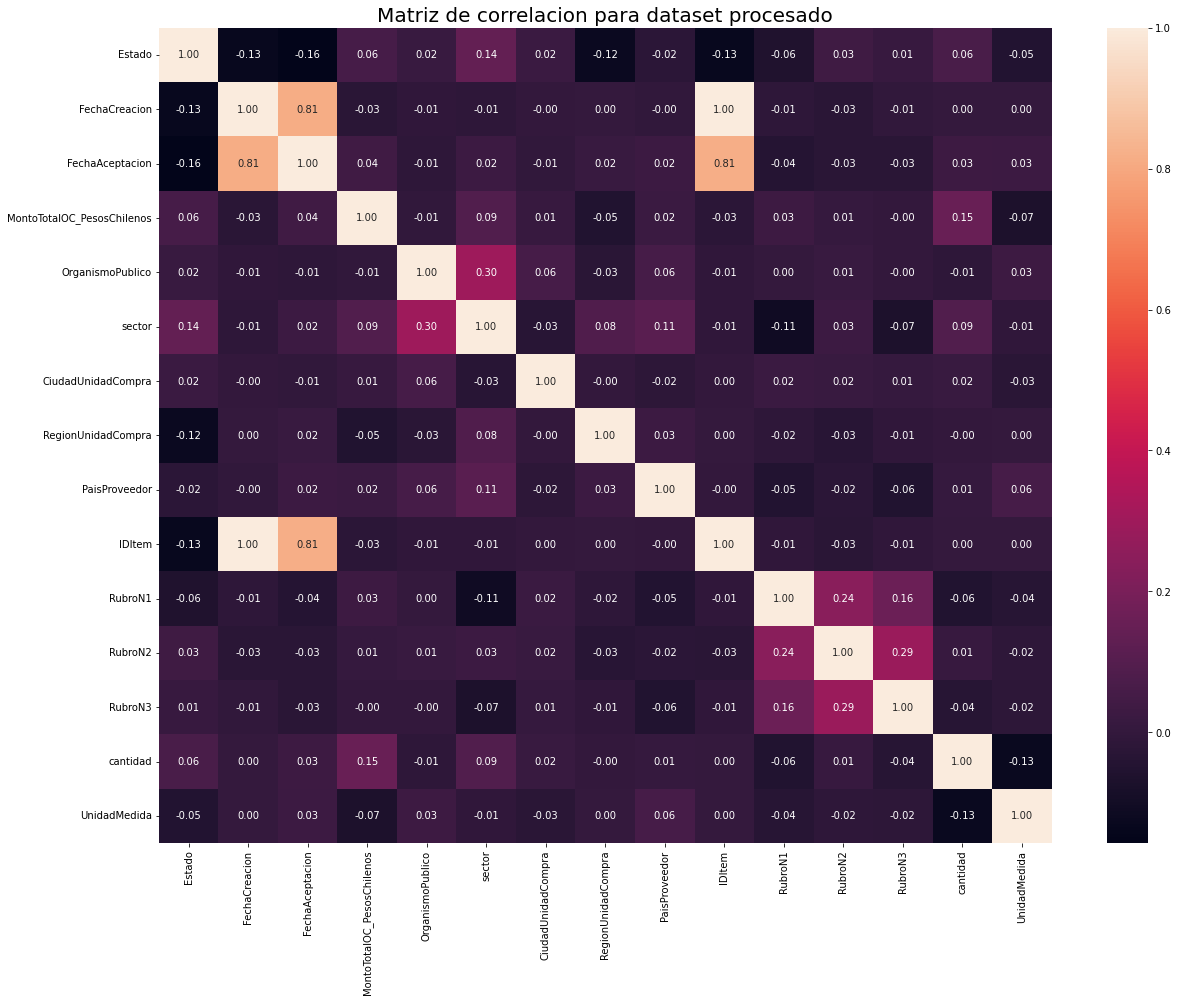 Matriz de correlacion para dataset procesado
Estado 1.00 -0.13 -0.16 0.06 0.02 0.14 0.02 -0.12 -0.02 -0.13 -0.06 0.03 0.01 0.06 -0.05
FechaCreacion -0.13 1.00 0.81 -0.03 -0.01 -0.01 -0.00 0.00 -0.00 1.00 -0.01 -0.03 -0.01 0.00 0.00
FechaAceptacion -0.16 0.81 1.00 0.04 -0.01 0.02 -0.01 0.02 0.02 0.81 -0.04 -0.03 -0.03 0.03 0.03
MontoTotalOC_PesosChilenos 0.06 -0.03 0.04 1.00 -0.01 0.09 0.01 -0.05 0.02 -0.03 0.03 0.01 -0.00 0.15 -0.07
OrganismoPublico 0.02 -0.01 -0.01 -0.01 1.00 0.30 0.06 -0.03 0.06 -0.01 0.00 0.01 -0.00 -0.01 0.03
sector 0.14 -0.01 0.02 0.09 0.30 1.00 -0.03 0.08 0.11 -0.01 -0.11 0.03 -0.07 0.09 -0.01
CiudadUnidadCompra 0.02 -0.00 -0.01 0.01 0.06 -0.03 1.00 -0.00 -0.02 0.00 0.02 0.02 0.01 0.02 -0.03
RegionUnidadCompra -0.12 0.00 0.02 -0.05 -0.03 0.08 -0.00 1.00 0.03 0.00 -0.02 -0.03 -0.01 -0.00 0.00
PaisProveedor -0.02 -0.00 0.02 0.02 0.06 0.11 -0.02 0.03 1.00 -0.00 -0.05 -0.02 -0.06 0.01 0.06
IDItem -0.13 1.00 0.81 -0.03 -0.01 -0.01 0.00 0.00 -0.00 1.00 -0.01 -0.03 -0.01 0.00 0.00
RubroN1 -0.06 -0.01 -0.04 0.03 0.00 -0.11 0.02 -0.02 -0.05 -0.01 1.00 0.24 0.16 -0.06 -0.04
RubroN2 0.03 -0.03 -0.03 0.01 0.01 0.03 0.02 -0.03 -0.02 -0.03 0.24 1.00 0.29 0.01 -0.02
RubroN3 0.01 -0.01 -0.03 -0.00 -0.00 -0.07 0.01 -0.01 -0.06 -0.01 0.16 0.29 1.00 -0.04 -0.02
cantidad 0.06 0.00 0.03 0.15 -0.01 0.09 0.02 -0.00 0.01 0.00 -0.06 0.01 -0.04 1.00 -0.13
UnidadMedida -0.05 0.00 0.03 -0.07 0.03 -0.01 -0.03 0.00 0.06 0.00 -0.04 -0.02 -0.02 -0.13 1.00
Estado
FechaCreacion
FechaAceptacion
MontoTotalOC_PesosChilenos
OrganismoPublico
sector
CiudadUnidadCompra
RegionUnidadCompra
PaisProveedor
IDItem
RubroN1
RubroN2
RubroN3
cantidad
UnidadMedida
1.0
0.8
0.6
0.4
0.2
0.0